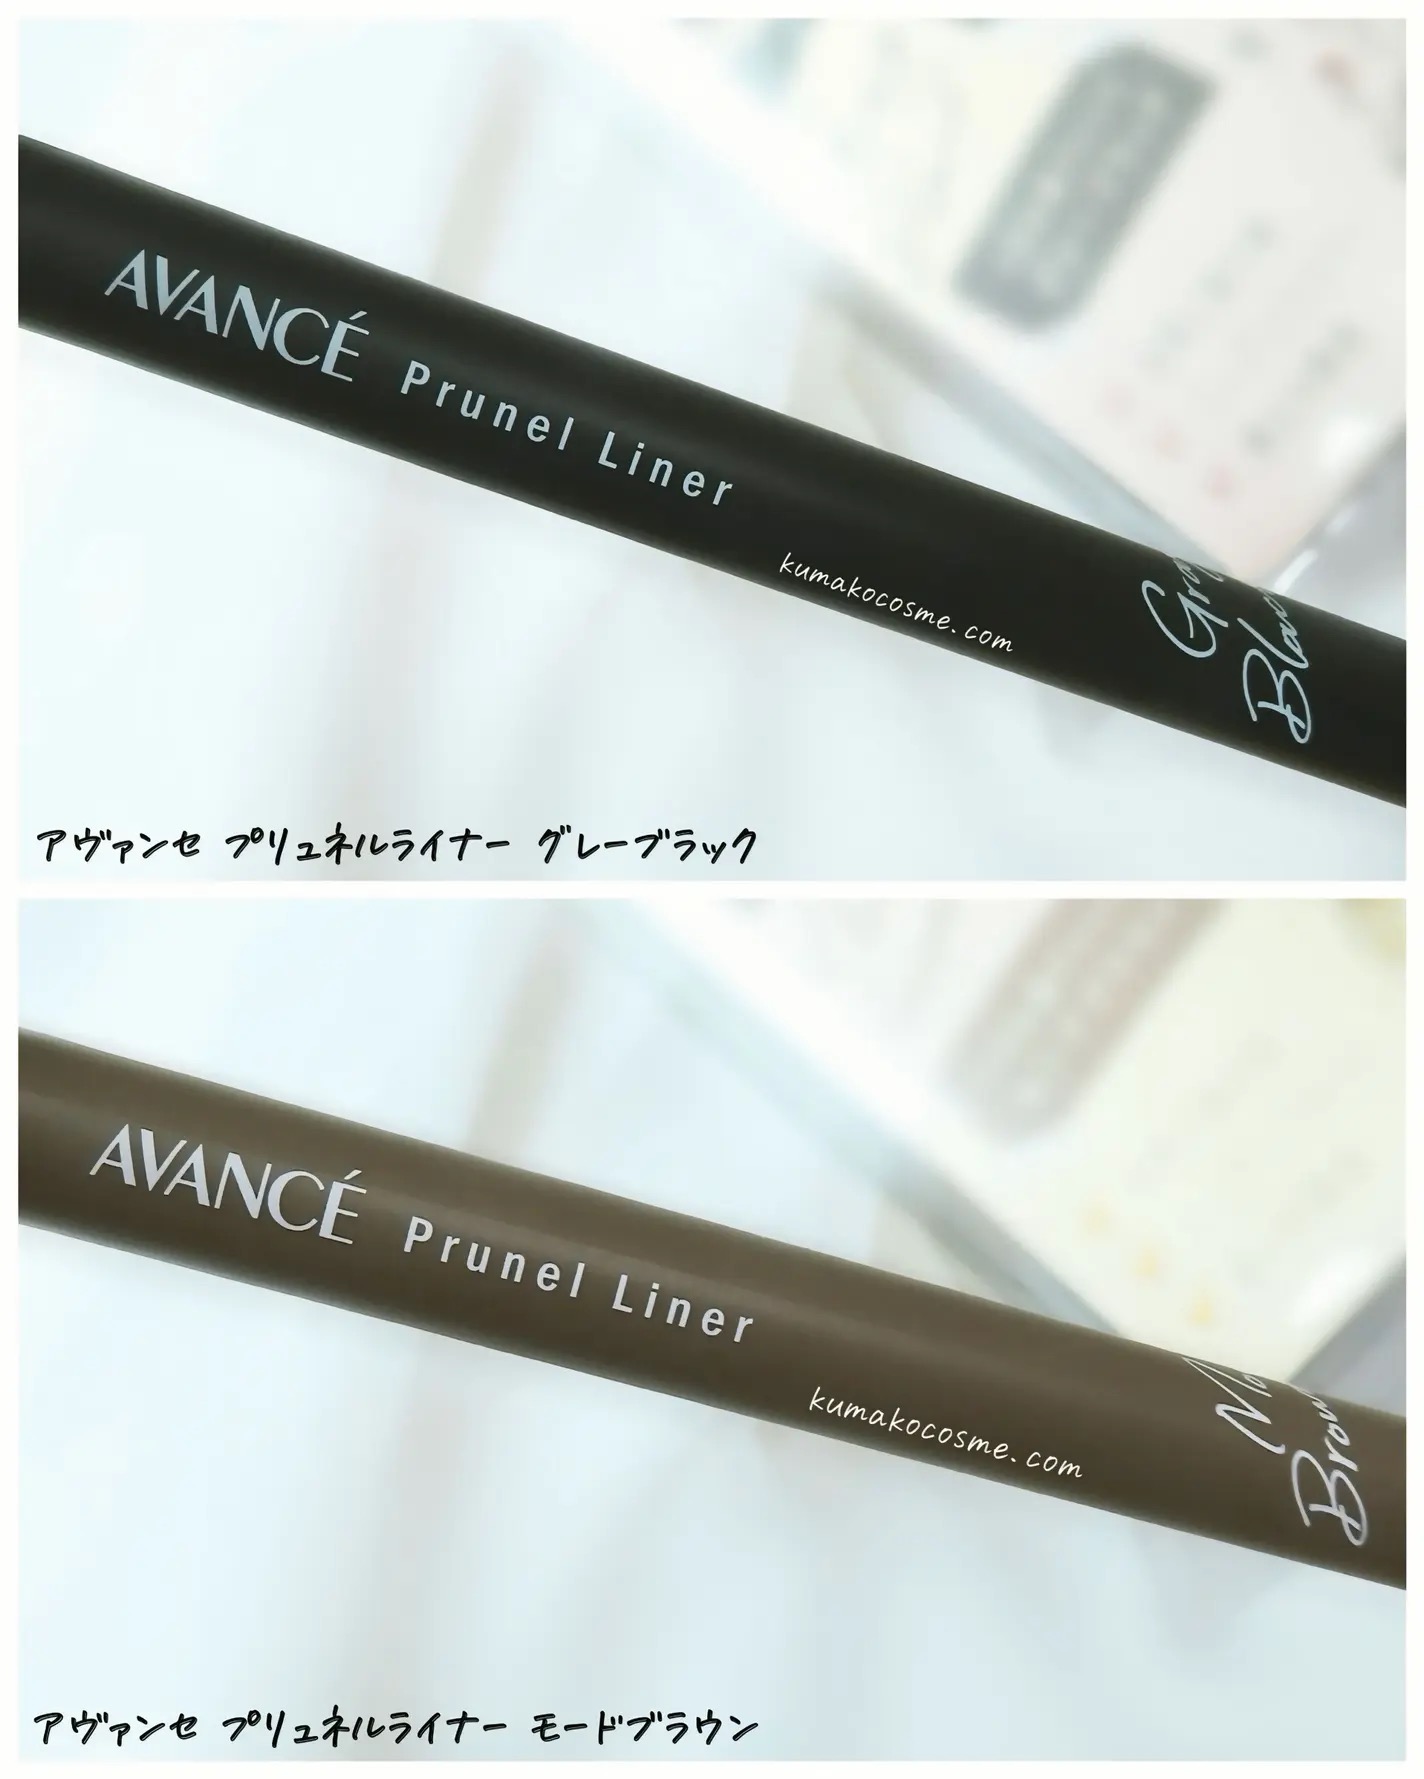 AVANCÉ Prunel Liner
kumakocosme.com
アヴァンセ プリュネルライナー グレーブラック
AVANCÉ Prunel Liner
kumakocosme.com
アヴァンセ プリュネルライナー モードブラウン